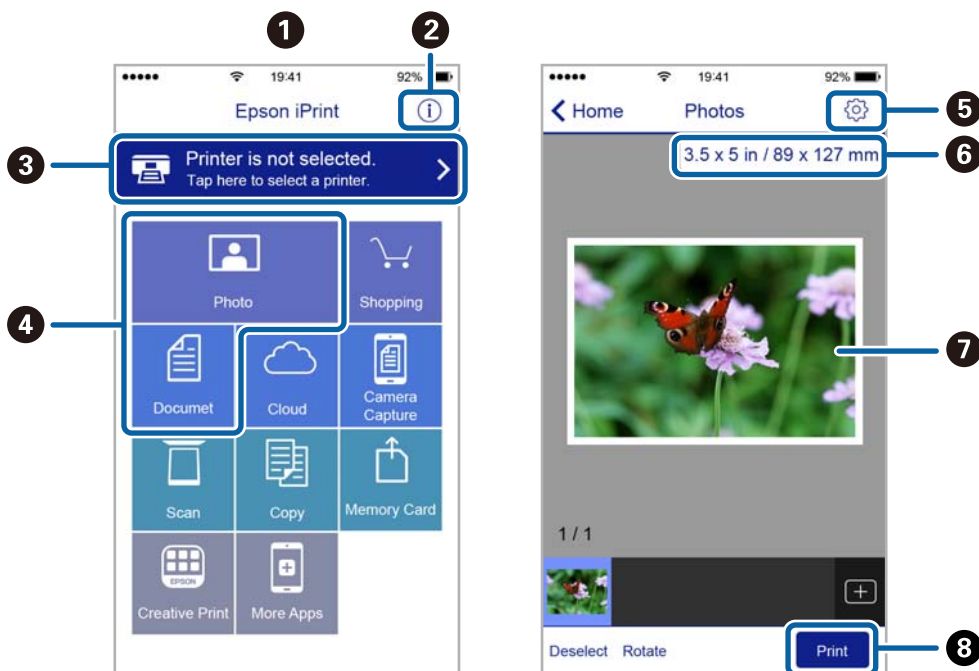 1
2
19:41
92%
Epson iPrint
i
3
Printer is not selected.
Tap here to select a printer.
4
Photo
Shopping
Documet
Cloud
Camera
Capture
Scan
Copy
Memory Card
EPSON
Creative Print
More Apps
19:41
92%
Home
Photos
5
3.5 x 5 in / 89 x 127 mm
6
7
1 / 1
Deselect
Rotate
Print
8